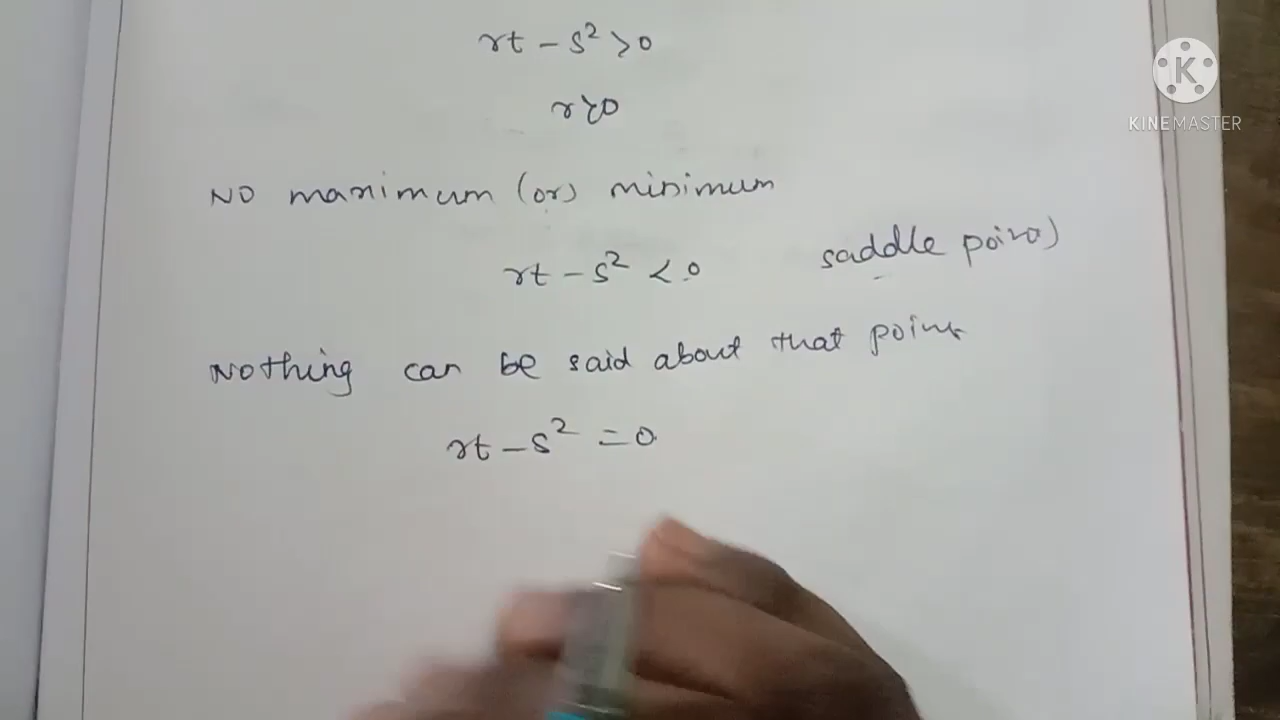 rt - s² > 0
r > 0
K
KINEMASTER
NO maximum (or) minimum
rt - s² < 0 saddle point)
Nothing can be said about that point
rt - s² = 0